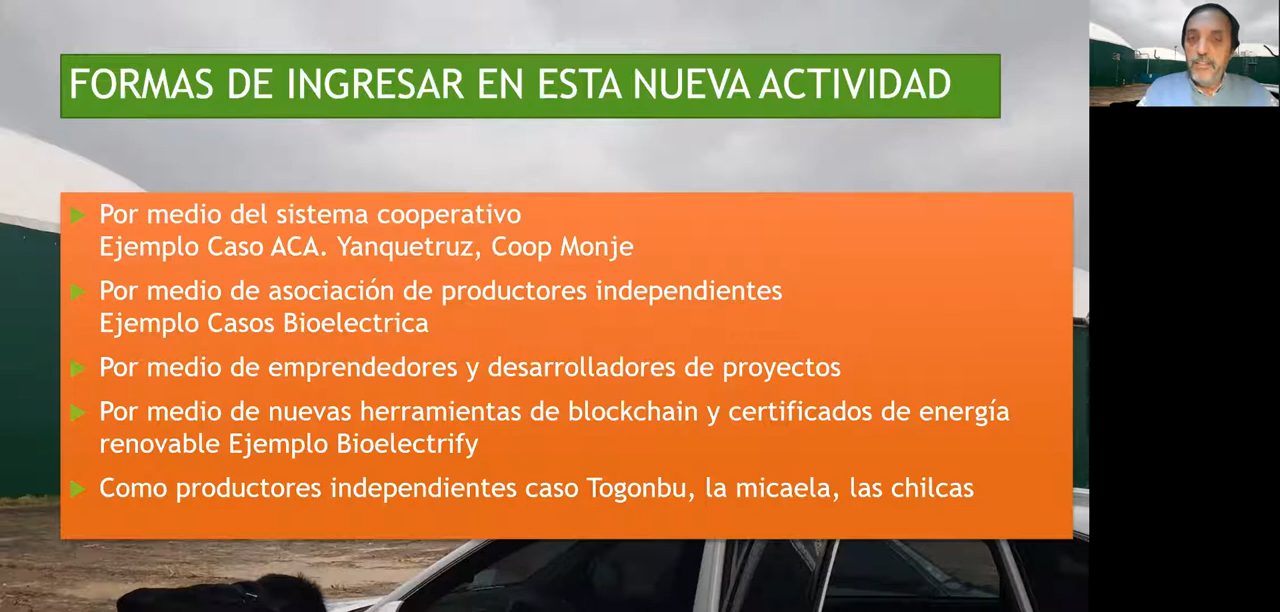 FORMAS DE INGRESAR EN ESTA NUEVA ACTIVIDAD
Por medio del sistema cooperativo
Ejemplo Caso ACA. Yanquetruz, Coop Monje
Por medio de asociación de productores independientes
Ejemplo Casos Bioelectrica
Por medio de emprendedores y desarrolladores de proyectos
Por medio de nuevas herramientas de blockchain y certificados de energía
renovable Ejemplo Bioelectrify
Como productores independientes caso Togonbu, la micaela, las chilcas